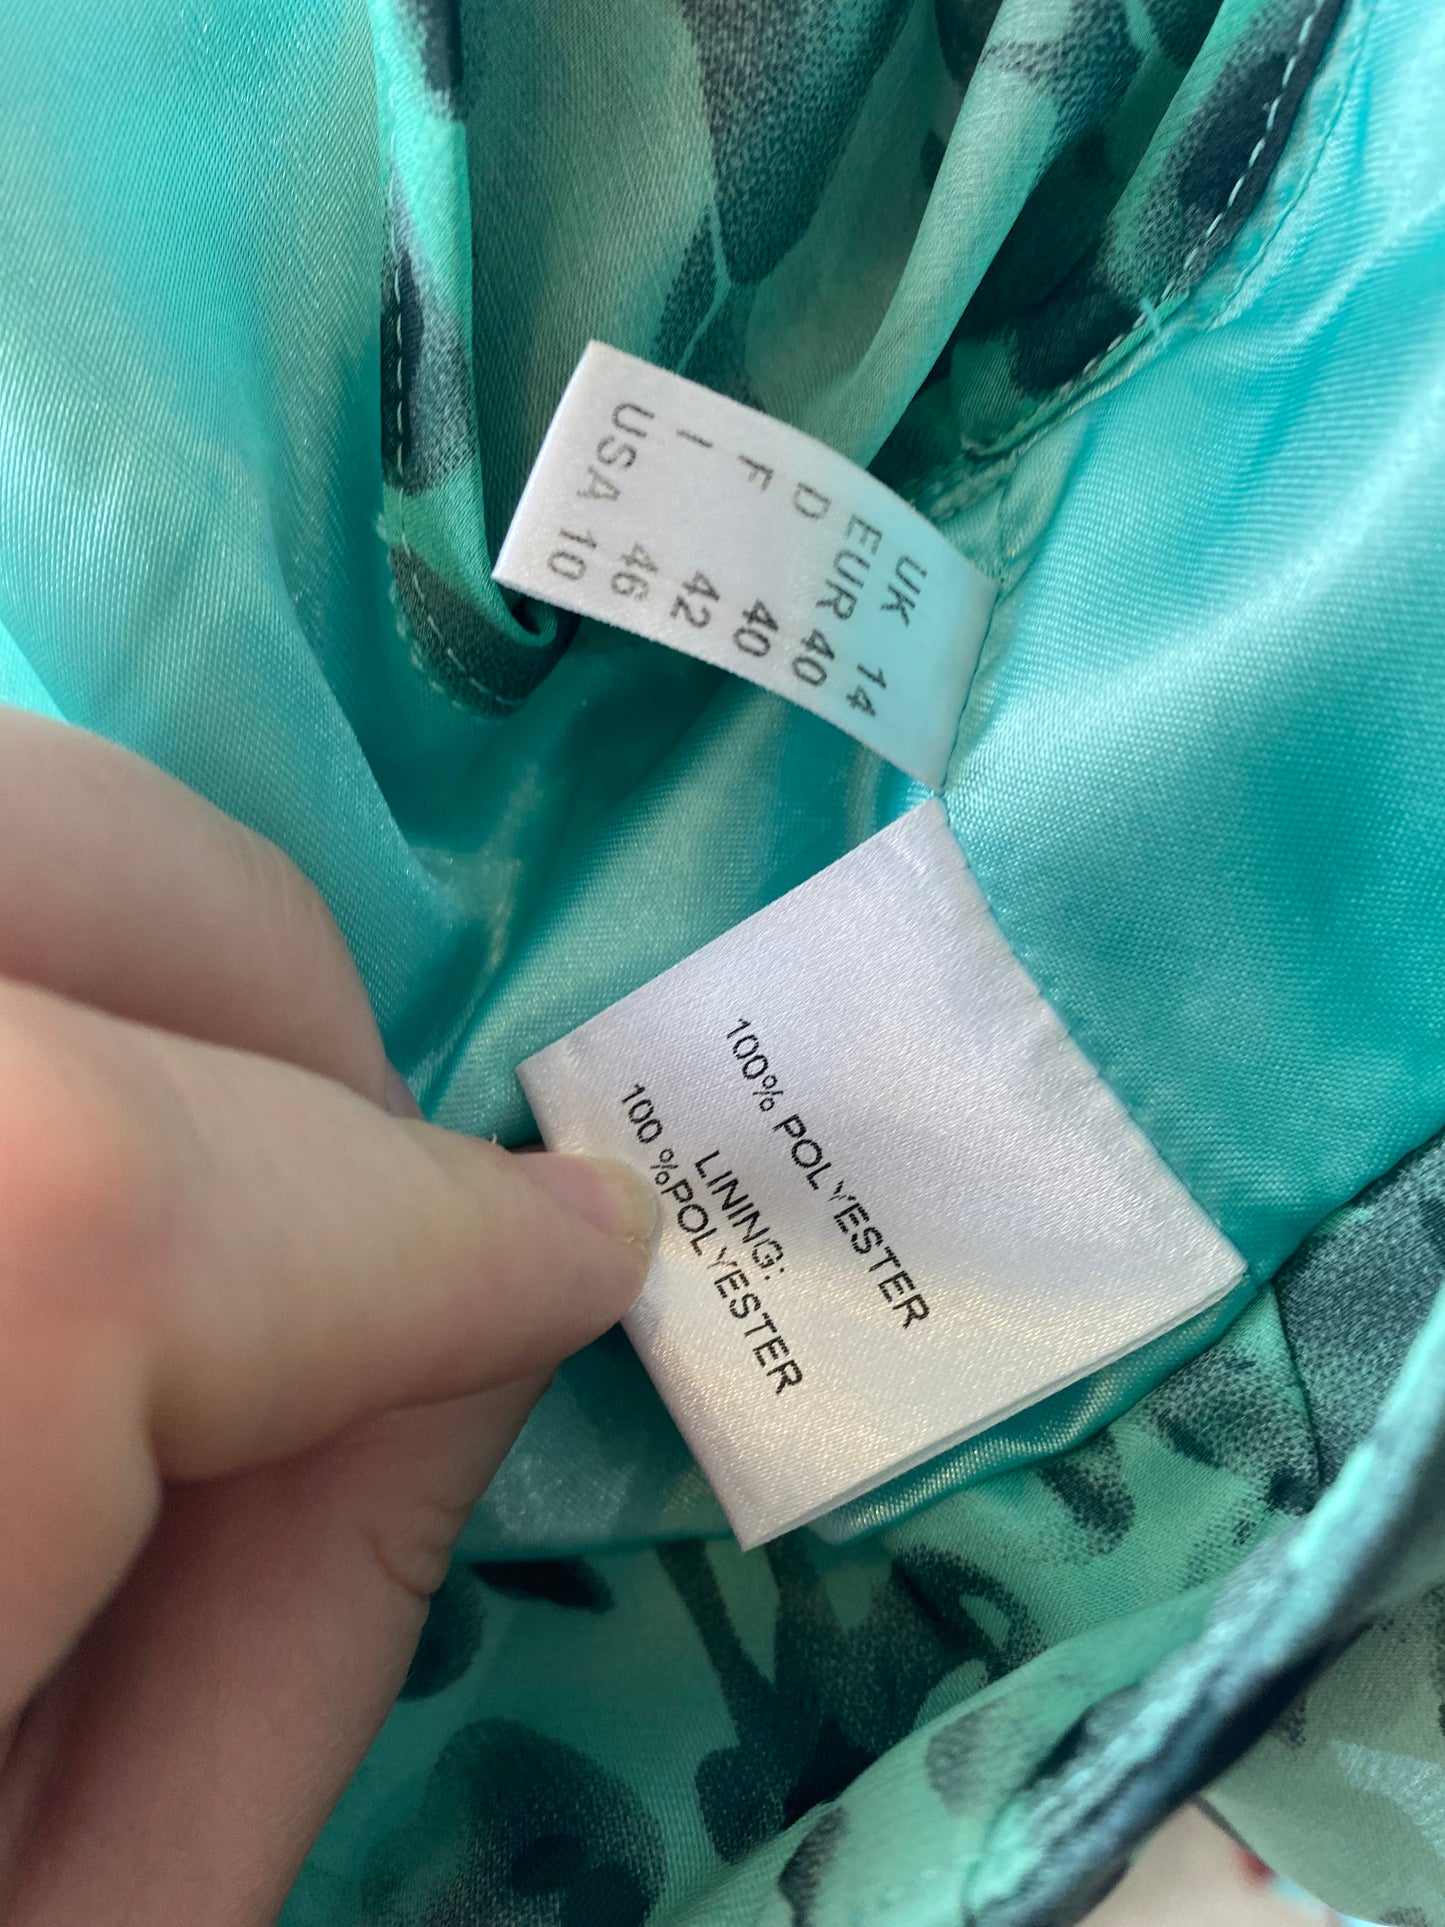 UK 14
EUR 40
D 40
F 42
I 46
USA 10
100% POLYESTER
LINING:
100 %POLYESTER